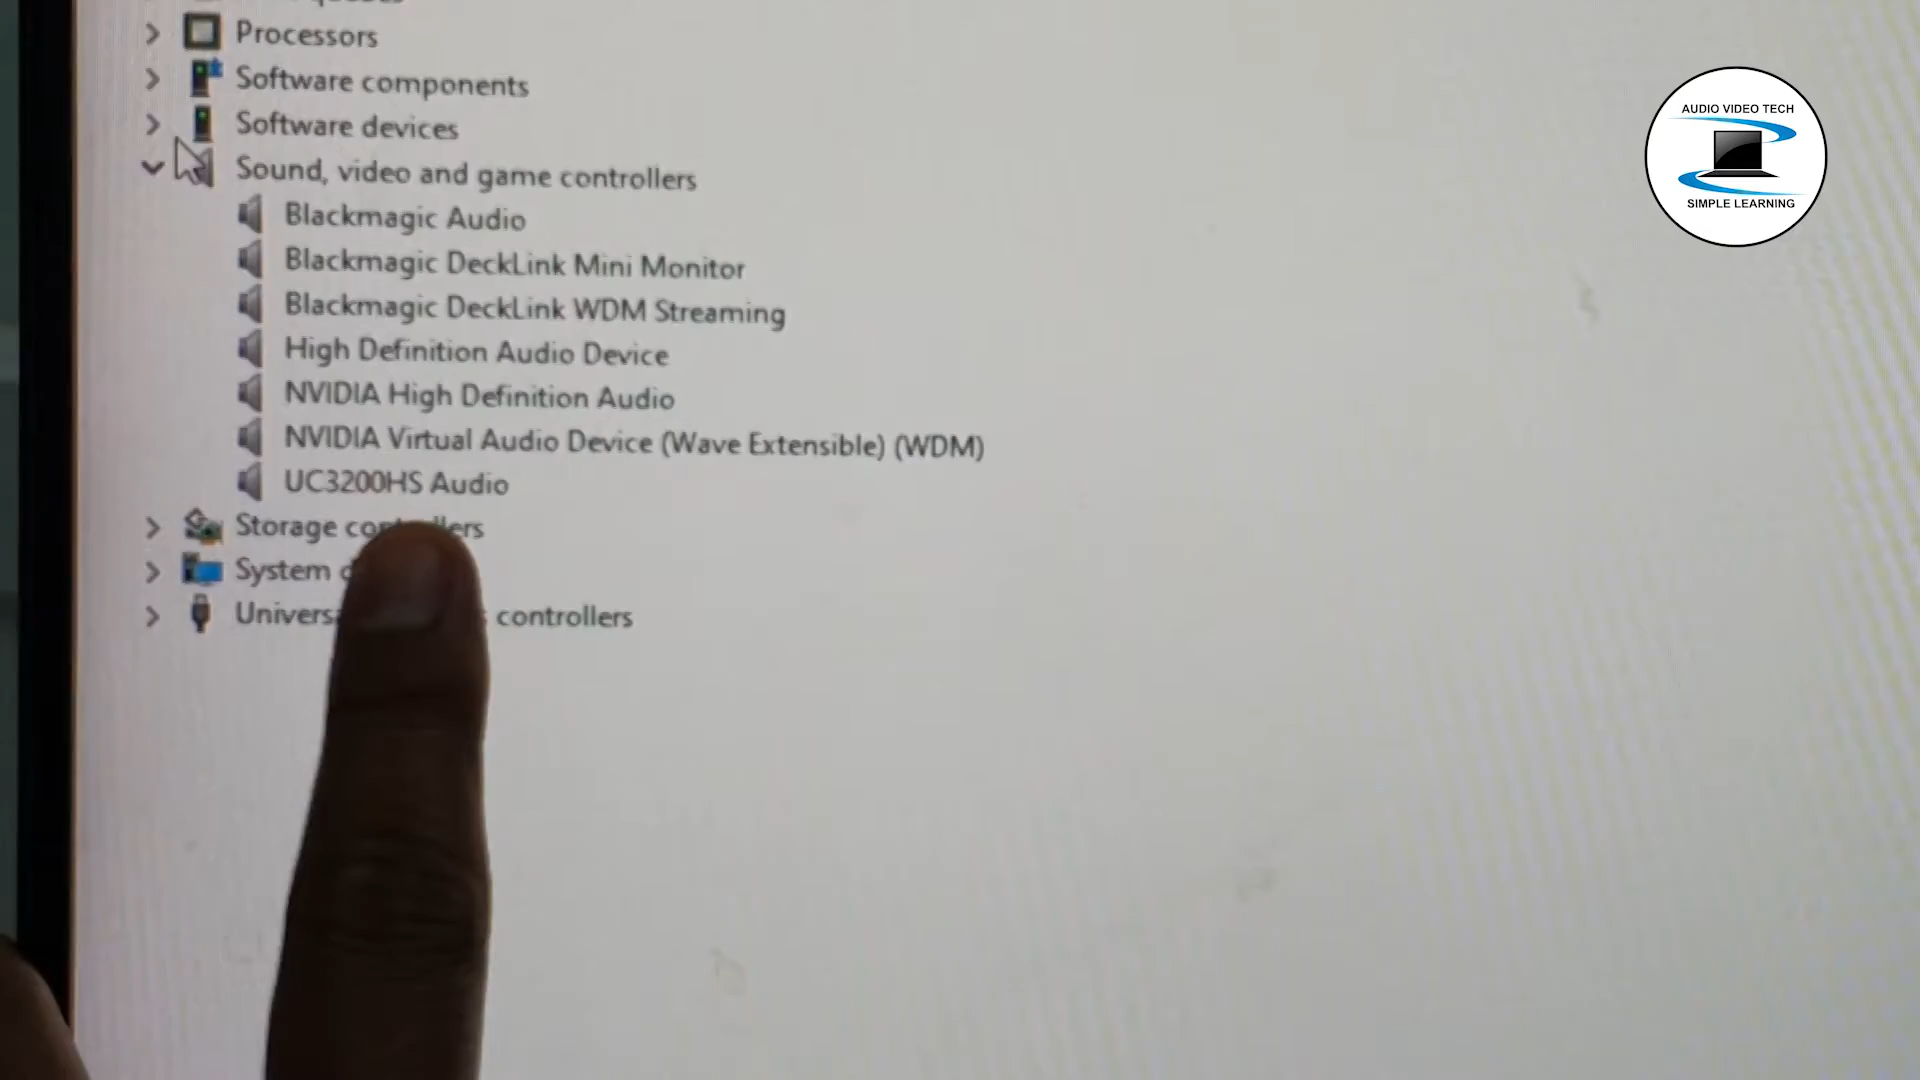 Processors
Software components
Software devices
Sound, video and game controllers
Blackmagic Audio
Blackmagic DeckLink Mini Monitor
Blackmagic DeckLink WDM Streaming
High Definition Audio Device
NVIDIA High Definition Audio
NVIDIA Virtual Audio Device (Wave Extensible) (WDM)
UC3200HS Audio
Storage
System
controllers
AUDIO VIDEO TECH
SIMPLE LEARNING